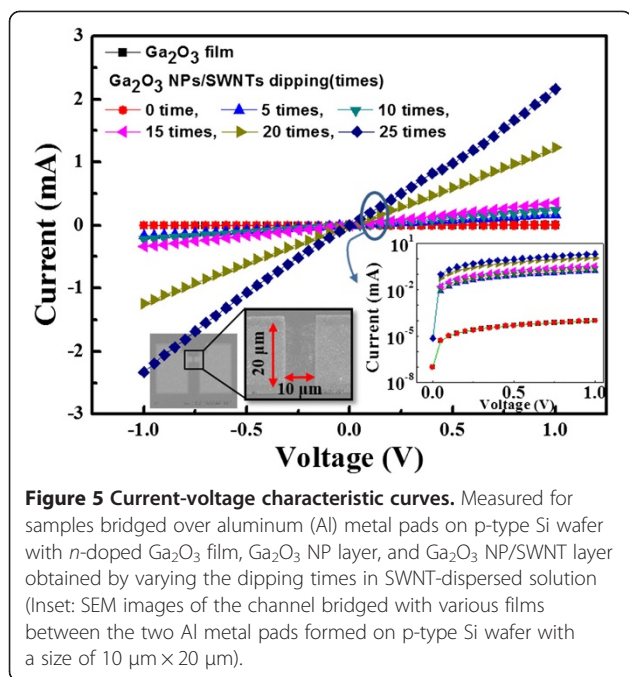 3
2
1
0
-1
-2
-3
Current (mA)
Ga₂O₃ film
Ga₂O₃ NPs/SWNTs dipping(times)
0 time, 5 times, 10 times,
15 times, 20 times, 25 times
20 µm
10 µm
10¹
10⁻²
10⁻⁵
10⁻⁸
Current (mA)
0.0 0.5 1.0
Voltage (V)
-1.0 -0.5 0.0 0.5 1.0
Voltage (V)
Figure 5 Current-voltage characteristic curves. Measured for
samples bridged over aluminum (Al) metal pads on p-type Si wafer
with n-doped Ga₂O₃ film, Ga₂O₃ NP layer, and Ga₂O₃ NP/SWNT layer
obtained by varying the dipping times in SWNT-dispersed solution
(Inset: SEM images of the channel bridged with various films
between the two Al metal pads formed on p-type Si wafer with
a size of 10 μm × 20 μm).